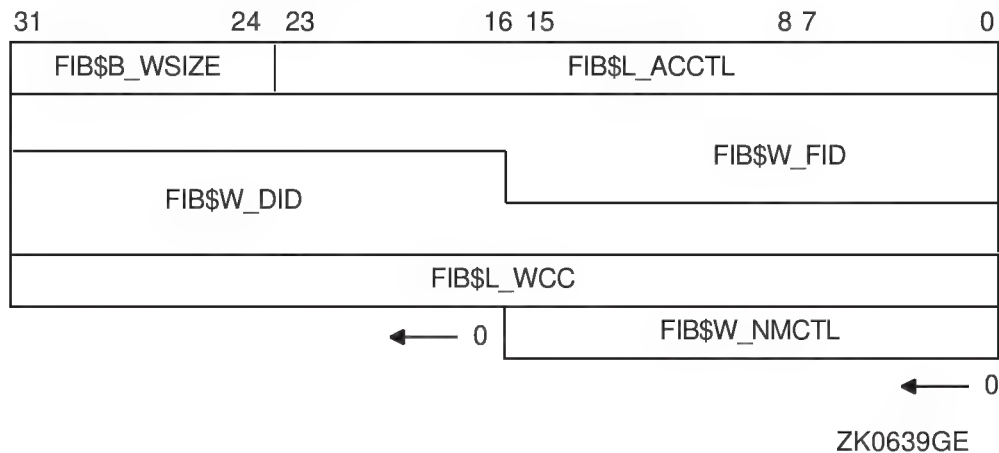 31 24 23 16 15 8 7 0
FIB$B_WSIZE FIB$L_ACCTL
FIB$W_FID
FIB$W_DID
FIB$L_WCC
0 FIB$W_NMCTL
0
ZK0639GE